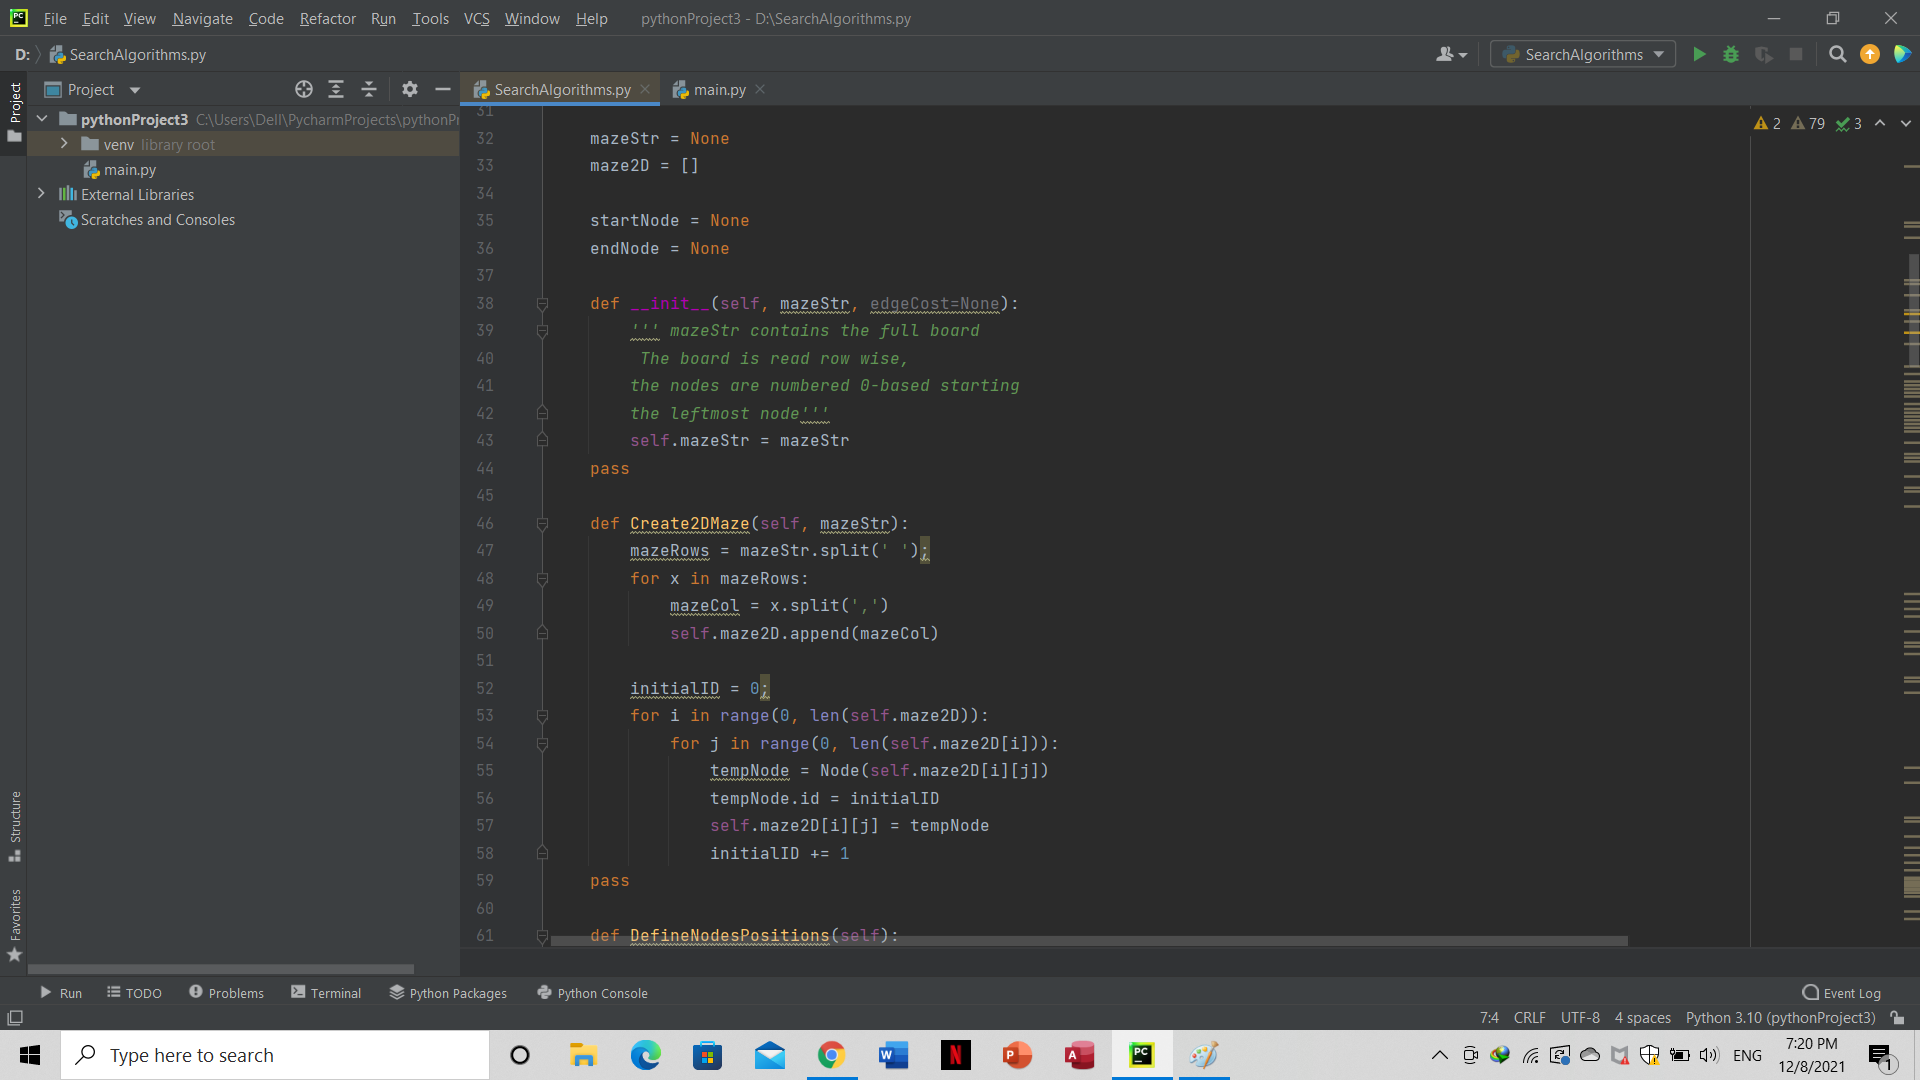 File Edit View Navigate Code Refactor Run Tools VCS Window Help pythonProject3 - D:\SearchAlgorithms.py
D: SearchAlgorithms.py SearchAlgorithms
Project SearchAlgorithms.py main.py
Project
pythonProject3 C:\Users\Dell\PycharmProjects\pythonP
venv library root
main.py
External Libraries
Scratches and Consoles
2 79 3
31
32 mazeStr = None
33 maze2D = []
34
35 startNode = None
36 endNode = None
37
38 def __init__(self, mazeStr, edgeCost=None):
39 ''' mazeStr contains the full board
40 The board is read row wise,
41 the nodes are numbered 0-based starting
42 the leftmost node'''
43 self.mazeStr = mazeStr
44 pass
45
46 def Create2DMaze(self, mazeStr):
47 mazeRows = mazeStr.split(' ');
48 for x in mazeRows:
49 mazeCol = x.split(',')
50 self.maze2D.append(mazeCol)
51
52 initialID = 0;
53 for i in range(0, len(self.maze2D)):
54 for j in range(0, len(self.maze2D[i])):
55 tempNode = Node(self.maze2D[i][j])
56 tempNode.id = initialID
57 self.maze2D[i][j] = tempNode
58 initialID += 1
59 pass
60
61 def DefineNodesPositions(self):
Structure
Favorites
Run TODO Problems Terminal Python Packages Python Console Event Log
7:4 CRLF UTF-8 4 spaces Python 3.10 (pythonProject3)
Type here to search
ENG 7:20 PM
12/8/2021
1